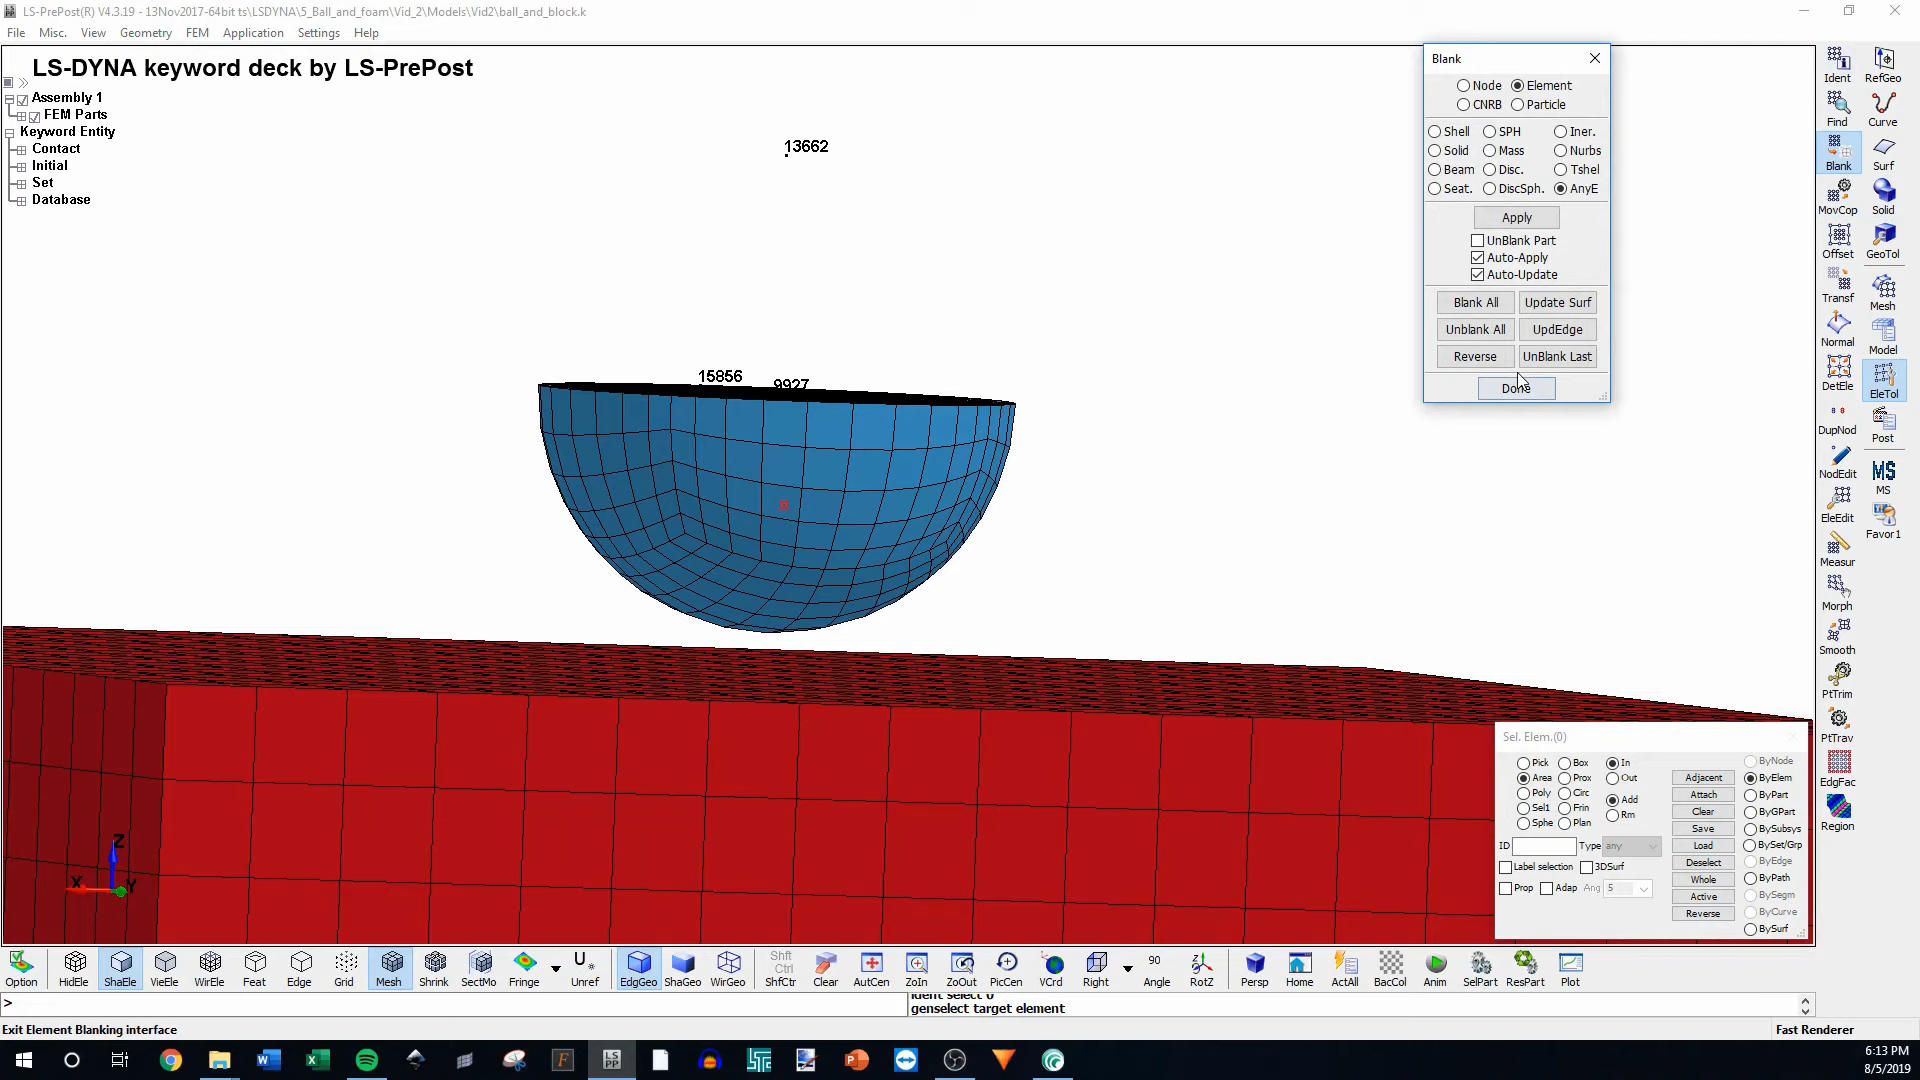 LS-PrePost(R) V4.3.19 - 13Nov2017-64bit ts\LSDYNA\5_Ball_and_foam\Vid_2\Models\Vid2\ball_and_block.k
File Misc. View Geometry FEM Application Settings Help
LS-DYNA keyword deck by LS-PrePost
Assembly 1
FEM Parts
Keyword Entity
Contact
Initial
Set
Database
13662
15856
9927
Z
X
Y
Blank
Node Element
CNRB Particle
Shell SPH Iner.
Solid Mass Nurbs
Beam Disc. Tshel
Seat. DiscSph. AnyE
Apply
UnBlank Part
Auto-Apply
Auto-Update
Blank All Update Surf
Unblank All UpdEdge
Reverse UnBlank Last
Done
Ident RefGeo
Find Curve
Blank Surf
MovCop Solid
Offset GeoTol
Transf Mesh
Normal Model
DetEle EleTol
DupNod Post
NodEdit MS
MS
EleEdit Favor1
Measur
Morph
Smooth
PtTrim
PtTrav
EdgFac
Region
Sel. Elem.(0)
Pick Box In ByNode
Area Prox Out Adjacent ByElem
Poly Circ Add Attach ByPart
Sel1 Frin Rm Clear ByGPart
Sphe Plan Save BySubsys
ID Type any Load BySet/Grp
Label selection 3DSurf Deselect ByEdge
Prop Adap Ang 5 Whole ByPath
Active BySegm
Reverse ByCurve
BySurf
Shft
Ctrl
U
90
Option HidEle ShaEle VieEle WirEle Feat Edge Grid Mesh Shrink SectMo Fringe Unref EdgGeo ShaGeo WirGeo ShfCtr Clear AutCen ZoIn ZoOut PicCen VCrd Right Angle RotZ Persp Home ActAll BacCol Anim SelPart ResPart Plot
>
ident select 0
genselect target element
Exit Element Blanking interface
Fast Renderer
6:13 PM
8/5/2019